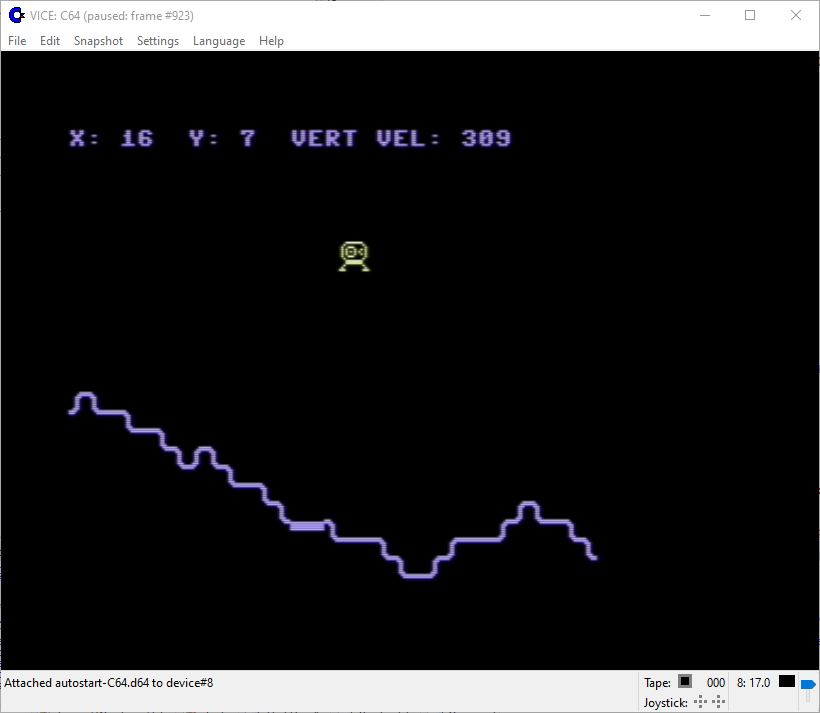 VICE: C64 (paused: frame #923)
File Edit Snapshot Settings Language Help
X: 16 Y: 7 VERT VEL: 309
Attached autostart-C64.d64 to device#8
Tape: 000 8: 17.0
Joystick: